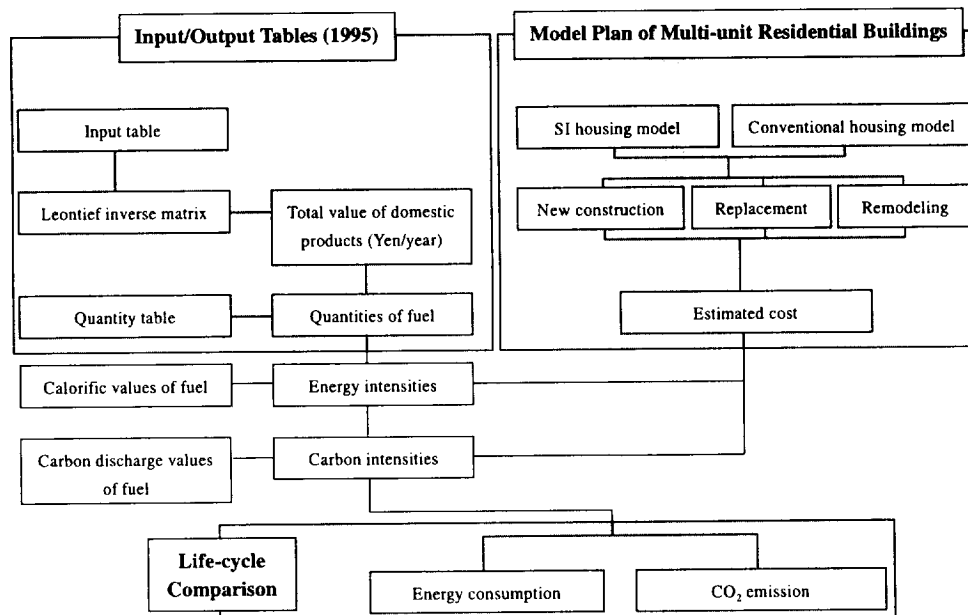 Input/Output Tables (1995)
Model Plan of Multi-unit Residential Buildings
Input table
SI housing model
Conventional housing model
Leontief inverse matrix
Total value of domestic
products (Yen/year)
New construction
Replacement
Remodeling
Quantity table
Quantities of fuel
Estimated cost
Calorific values of fuel
Energy intensities
Carbon discharge values
of fuel
Carbon intensities
Life-cycle
Comparison
Energy consumption
CO₂ emission